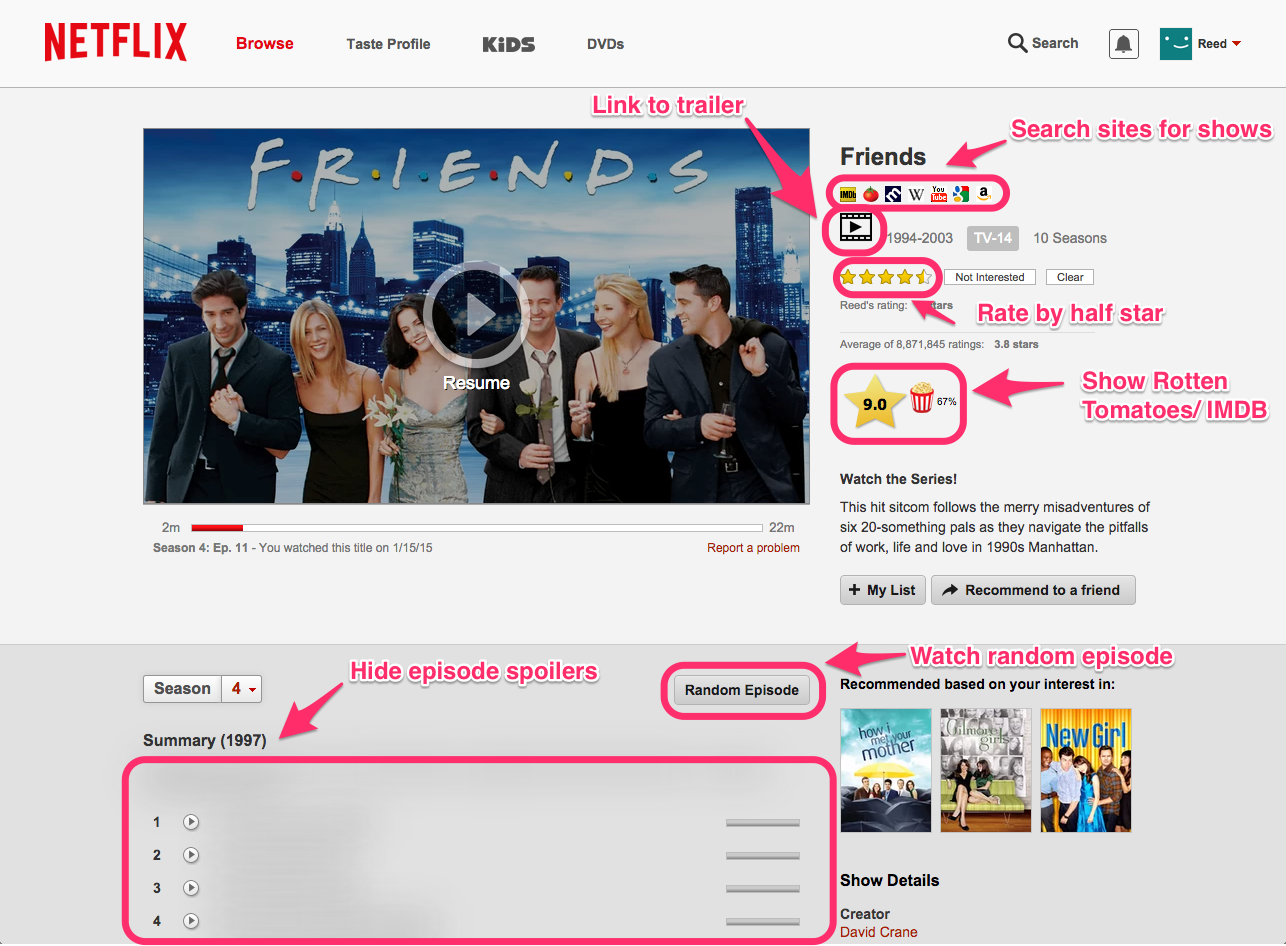 NETFLIX
Browse
Taste Profile
KiDS
DVDs
Search
Reed
Link to trailer
Search sites for shows
F•R•I•E•N•D•S
Resume
Friends
IMDb
W
You Tube
a
1994-2003 TV-14 10 Seasons
Not Interested
Clear
Reed's rating: stars
Rate by half star
Average of 8,871,845 ratings: 3.8 stars
9.0
67%
Show Rotten
Tomatoes/ IMDB
Watch the Series!
This hit sitcom follows the merry misadventures of
six 20-something pals as they navigate the pitfalls
of work, life and love in 1990s Manhattan.
2m
22m
Season 4: Ep. 11 - You watched this title on 1/15/15
Report a problem
+ My List
Recommend to a friend
Hide episode spoilers
Watch random episode
Season 4
Random Episode
Recommended based on your interest in:
how i
met your
mother
Gilmore
girls
New Girl
Summary (1997)
1
2
3
4
Show Details
Creator
David Crane